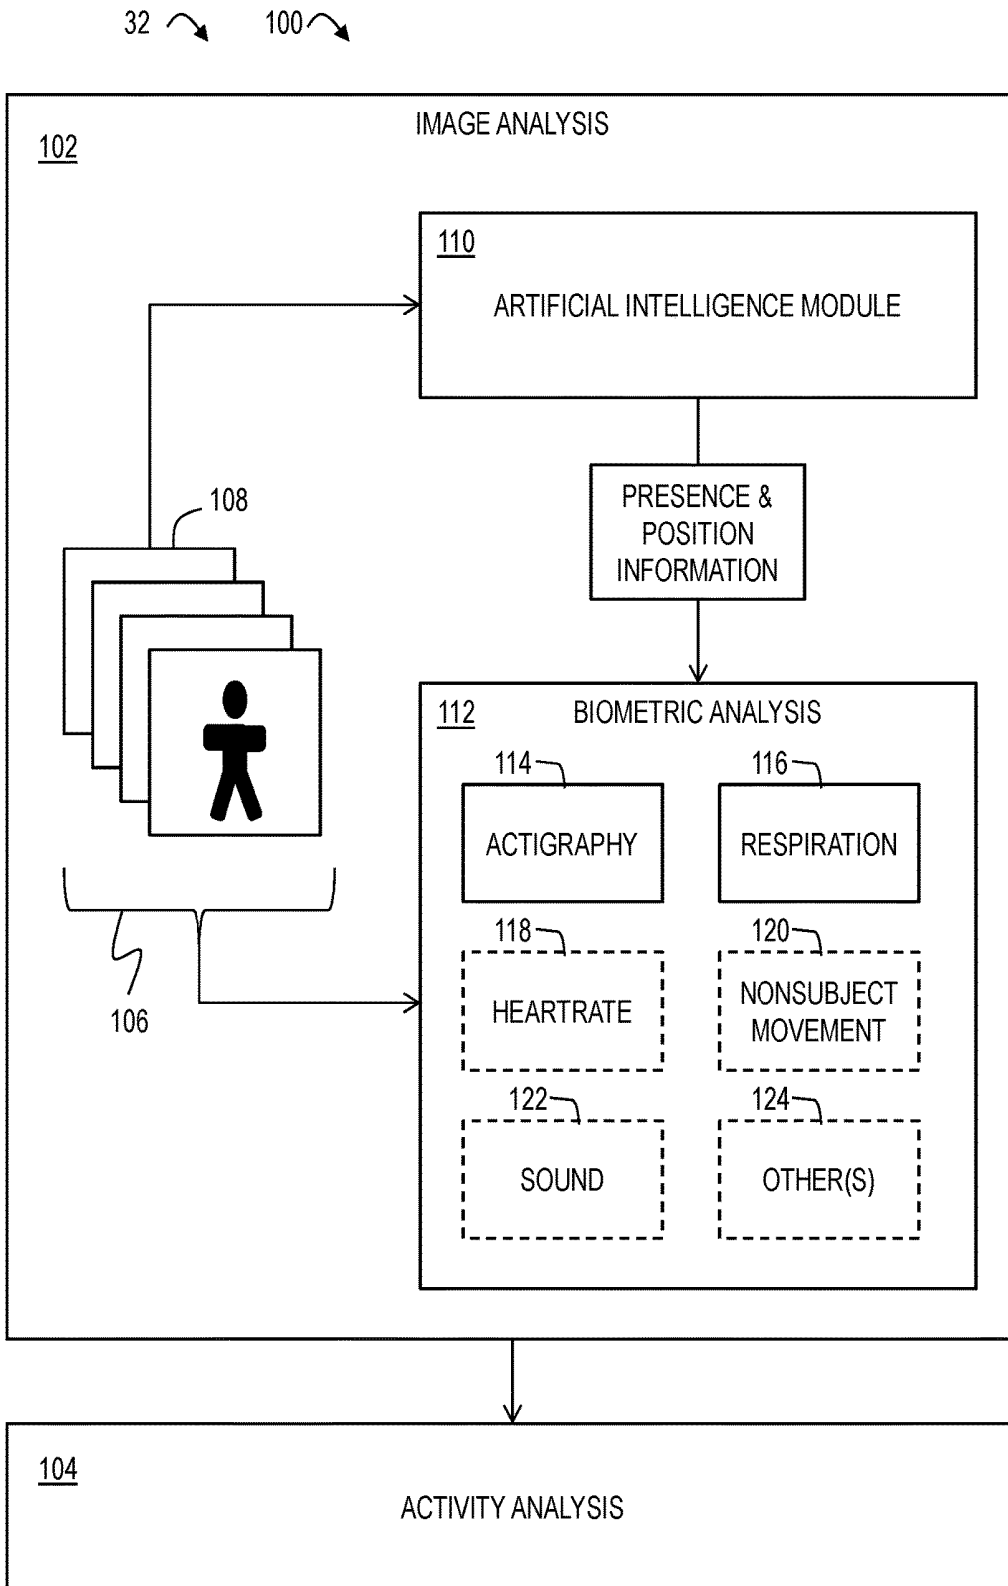 32 100
IMAGE ANALYSIS
102
110
ARTIFICIAL INTELLIGENCE MODULE
108
PRESENCE &
POSITION
INFORMATION
112
BIOMETRIC ANALYSIS
114
116
ACTIGRAPHY
RESPIRATION
118
120
HEARTRATE
NONSUBJECT
MOVEMENT
106
122
124
SOUND
OTHER(S)
104
ACTIVITY ANALYSIS